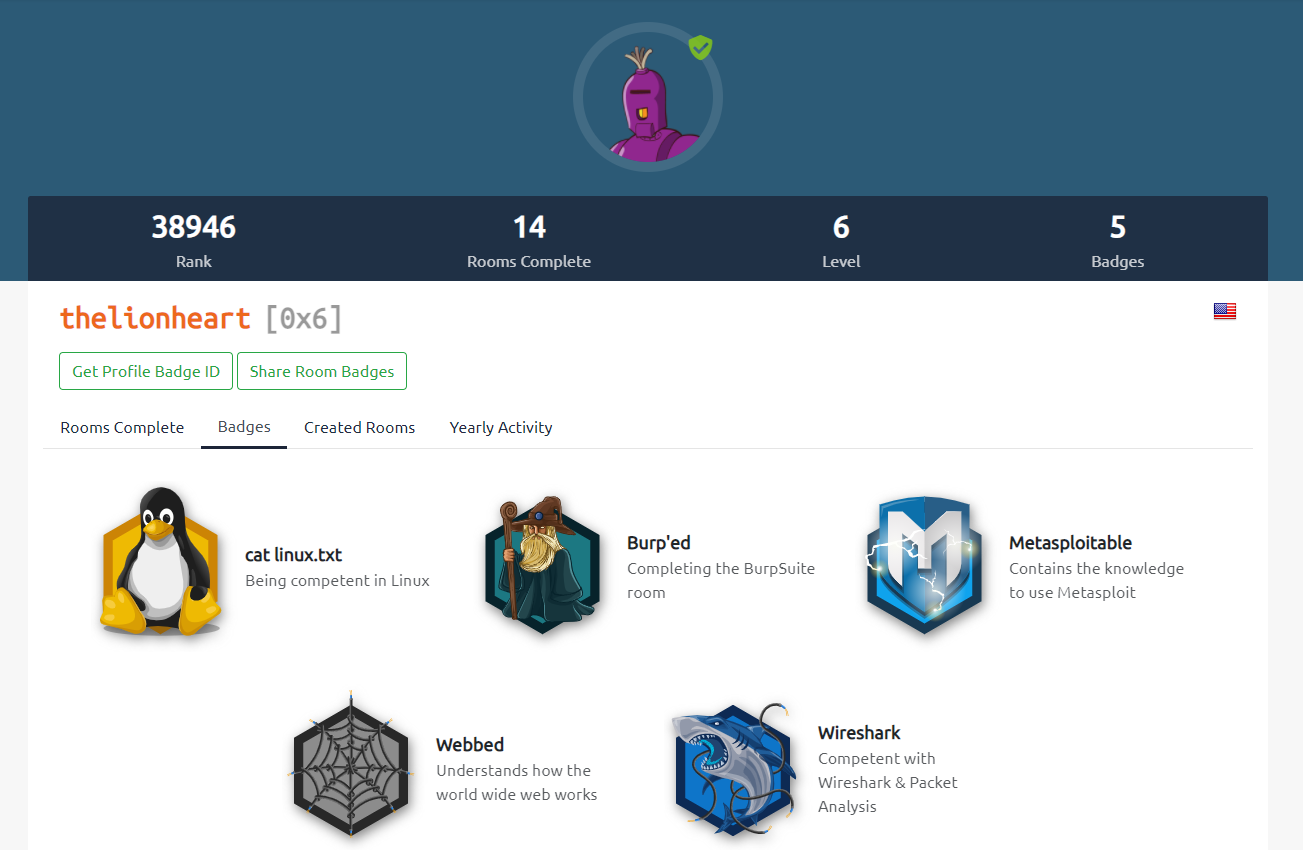 38946
Rank
14
Rooms Complete
6
Level
5
Badges
thelionheart [0x6]
Get Profile Badge ID
Share Room Badges
Rooms Complete
Badges
Created Rooms
Yearly Activity
cat linux.txt
Being competent in Linux
Burp'ed
Completing the BurpSuite
room
M
Metasploitable
Contains the knowledge
to use Metasploit
Webbed
Understands how the
world wide web works
Wireshark
Competent with
Wireshark & Packet
Analysis